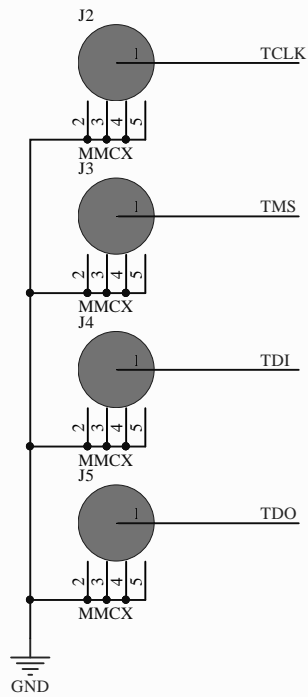 J2
1 TCLK
2 3 4 5
MMCX
J3
1 TMS
2 3 4 5
MMCX
J4
1 TDI
2 3 4 5
MMCX
J5
1 TDO
2 3 4 5
MMCX
GND